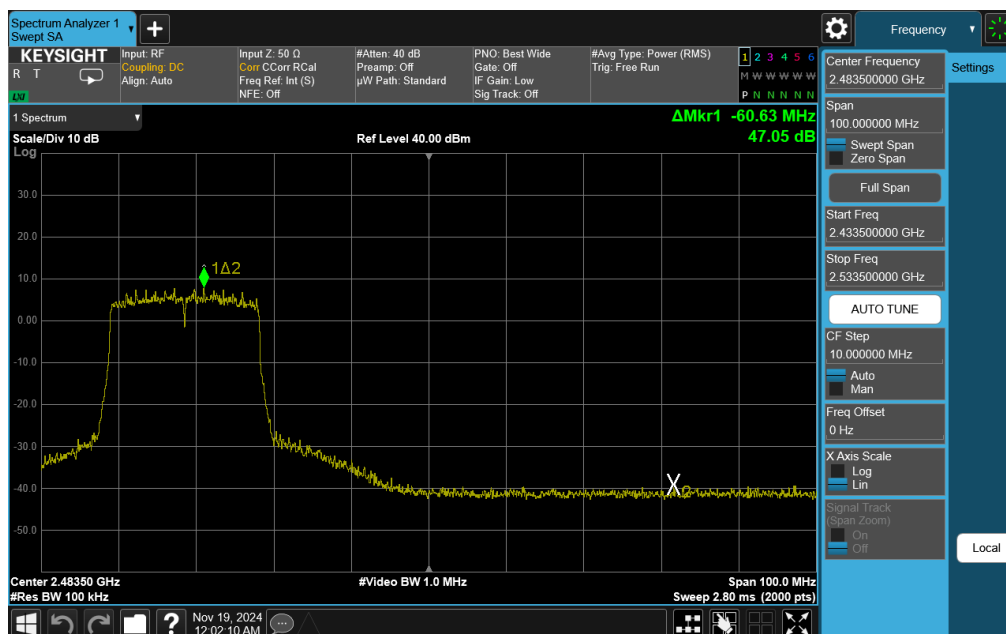 Spectrum Analyzer 1
Swept SA
Frequency
KEYSIGHT
R T
LXI
Input: RF
Coupling: DC
Align: Auto
Input Z: 50 Ω
Corr CCorr RCal
Freq Ref: Int (S)
NFE: Off
#Atten: 40 dB
Preamp: Off
µW Path: Standard
PNO: Best Wide
Gate: Off
IF Gain: Low
Sig Track: Off
#Avg Type: Power (RMS)
Trig: Free Run
1 2 3 4 5 6
M W W W W W
P N N N N N
1 Spectrum
Scale/Div 10 dB
Ref Level 40.00 dBm
ΔMkr1 -60.63 MHz
47.05 dB
Log
30.0
20.0
10.0
0.00
-10.0
-20.0
-30.0
-40.0
-50.0
1Δ2
Center 2.48350 GHz
#Res BW 100 kHz
#Video BW 1.0 MHz
Span 100.0 MHz
Sweep 2.80 ms (2000 pts)
Center Frequency
2.483500000 GHz
Span
100.000000 MHz
Swept Span
Zero Span
Full Span
Start Freq
2.433500000 GHz
Stop Freq
2.533500000 GHz
AUTO TUNE
CF Step
10.000000 MHz
Auto
Man
Freq Offset
0 Hz
X Axis Scale
Log
Lin
Signal Track
(Span Zoom)
On
Off
Settings
Local
?
Nov 19, 2024
12:02:10 AM